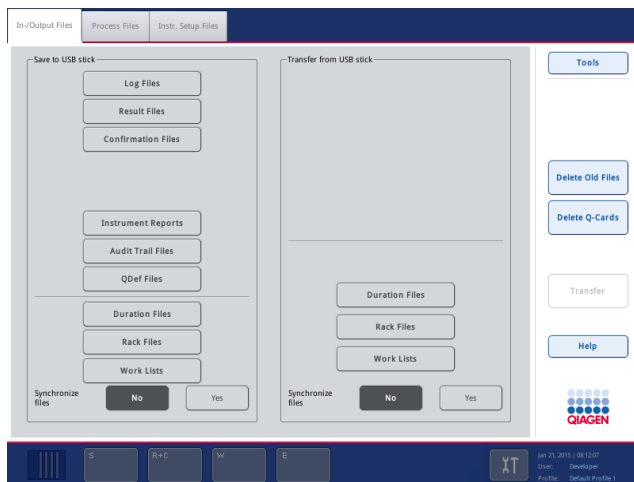 In-/Output Files
Process Files
Instr. Setup Files
Save to USB stick
Log Files
Result Files
Confirmation Files
Instrument Reports
Audit Trail Files
QDef Files
Duration Files
Rack Files
Work Lists
Synchronize
files
No
Yes
Transfer from USB stick
Duration Files
Rack Files
Work Lists
Synchronize
files
No
Yes
Tools
Delete Old Files
Delete Q-Cards
Transfer
Help
QIAGEN
S
R+C
W
E
Jan 21, 2015 | 08:12:07
User: Developer
Profile: Default Profile 1